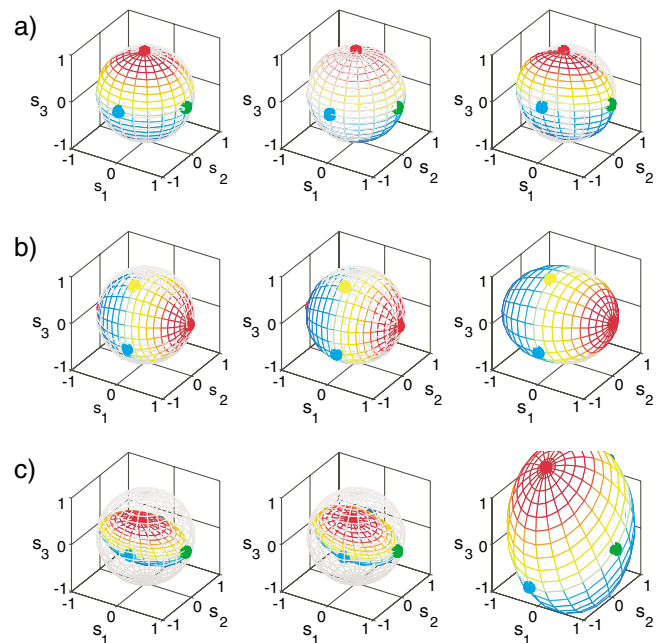 a)
1 1 1
s3 0 s3 0 s3 0
-1 1 -1 1 -1 1
-1 0 s2 -1 0 s2 -1 0 s2
0 0 0
s1 1 -1 s1 1 -1 s1 1 -1
b)
1 1 1
s3 0 s3 0 s3 0
-1 1 -1 1 -1 1
-1 0 s2 -1 0 s2 -1 0 s2
0 0 0
s1 1 -1 s1 1 -1 s1 1 -1
c)
1 1 1
s3 0 s3 0 s3 0
-1 1 -1 1 -1 1
-1 0 s2 -1 0 s2 -1 0 s2
0 0 0
s1 1 -1 s1 1 -1 s1 1 -1